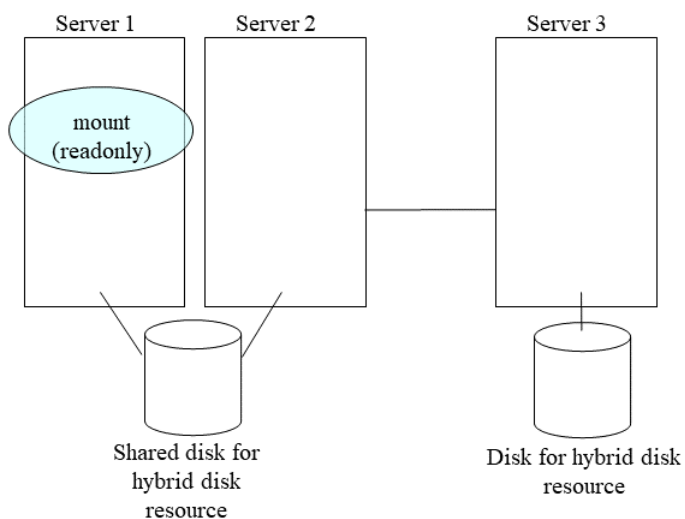 Server 1
Server 2
Server 3
mount
(readonly)
Shared disk for
hybrid disk
resource
Disk for hybrid disk
resource